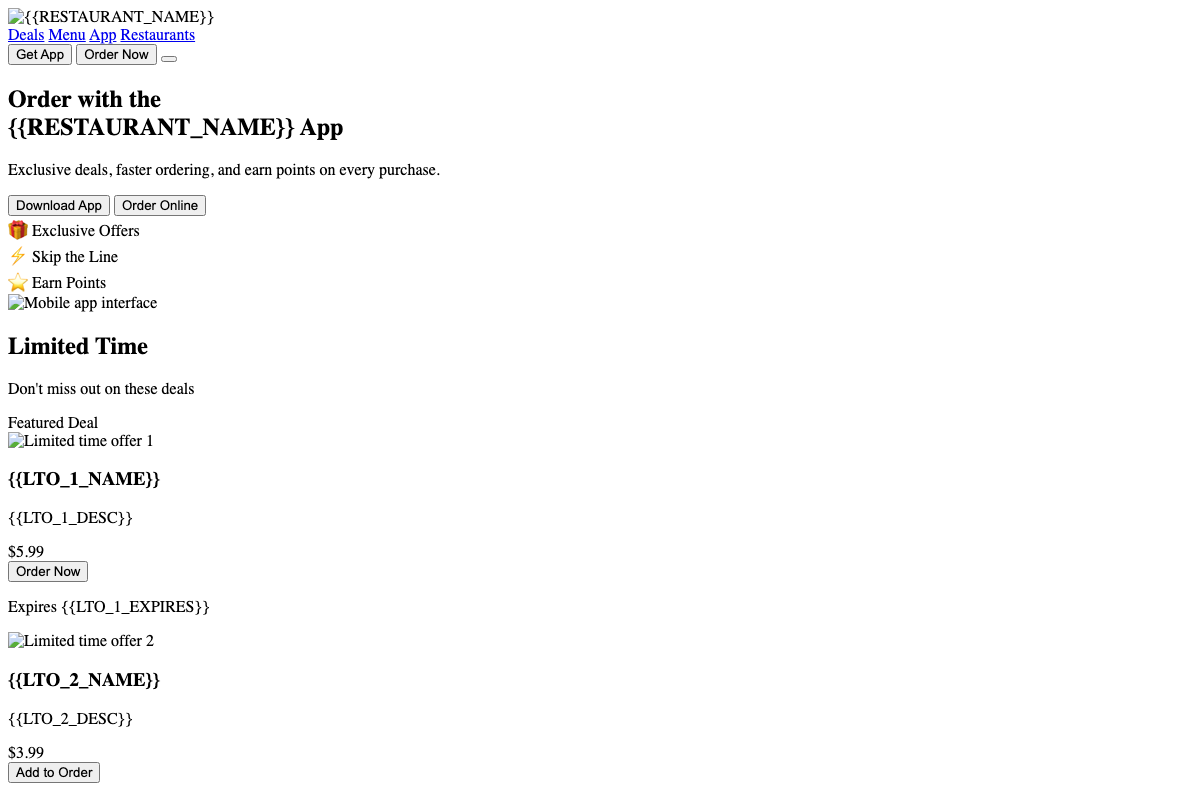 {{RESTAURANT_NAME}}
Deals Menu App Restaurants
Get App Order Now
Order with the
{{RESTAURANT_NAME}} App
Exclusive deals, faster ordering, and earn points on every purchase.
Download App Order Online
🎁 Exclusive Offers
⚡ Skip the Line
⭐ Earn Points
Mobile app interface
Limited Time
Don't miss out on these deals
Featured Deal
Limited time offer 1
{{LTO_1_NAME}}
{{LTO_1_DESC}}
$5.99
Order Now
Expires {{LTO_1_EXPIRES}}
Limited time offer 2
{{LTO_2_NAME}}
{{LTO_2_DESC}}
$3.99
Add to Order